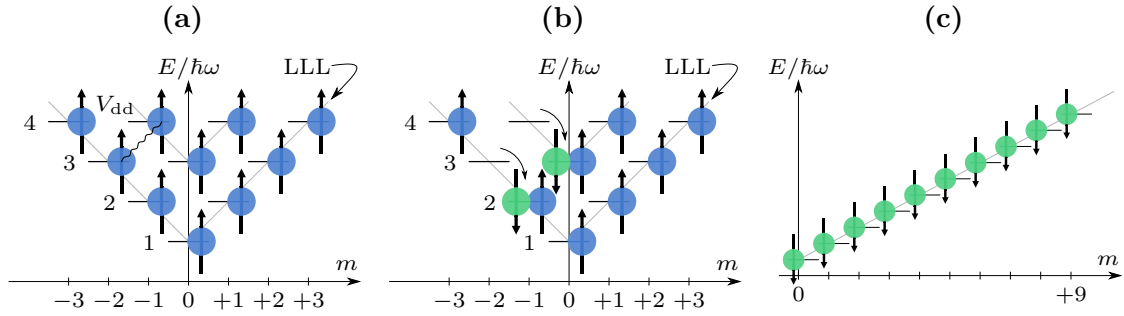 (a)
E/ħω
LLL
V_dd
4
3
2
1
m
−3 −2 −1 0 +1 +2 +3
(b)
E/ħω
LLL
4
3
2
1
m
−3 −2 −1 0 +1 +2 +3
(c)
E/ħω
m
0 +9